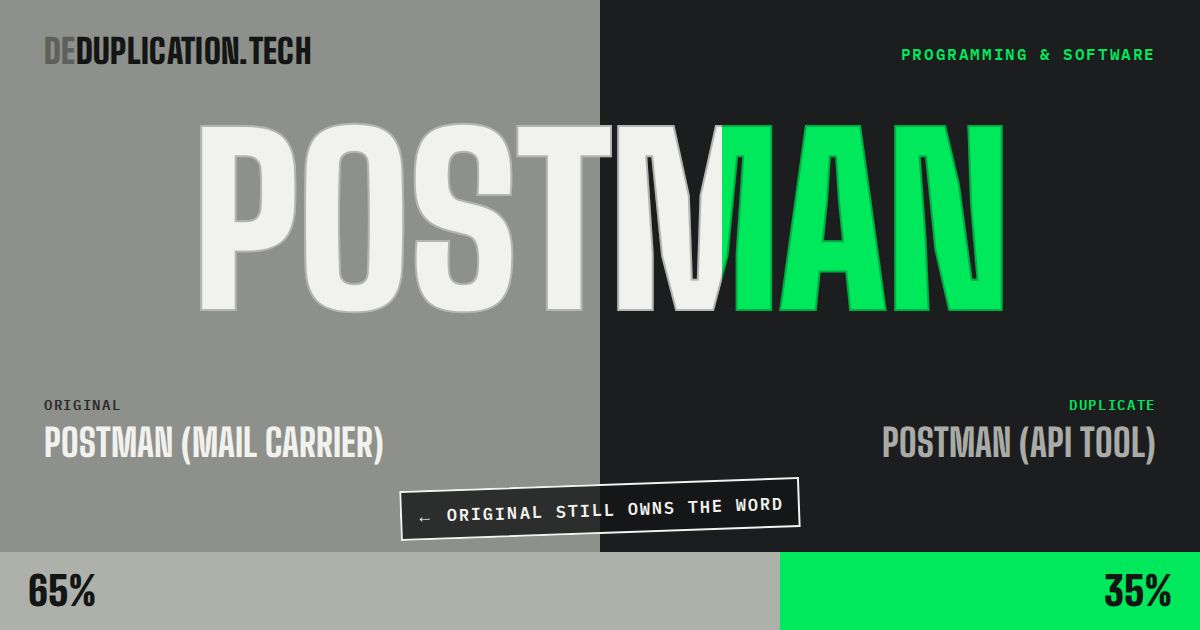 DEDUPLICATION.TECH
PROGRAMMING & SOFTWARE
POSTMAN
ORIGINAL
POSTMAN (MAIL CARRIER)
DUPLICATE
POSTMAN (API TOOL)
← ORIGINAL STILL OWNS THE WORD
65%
35%